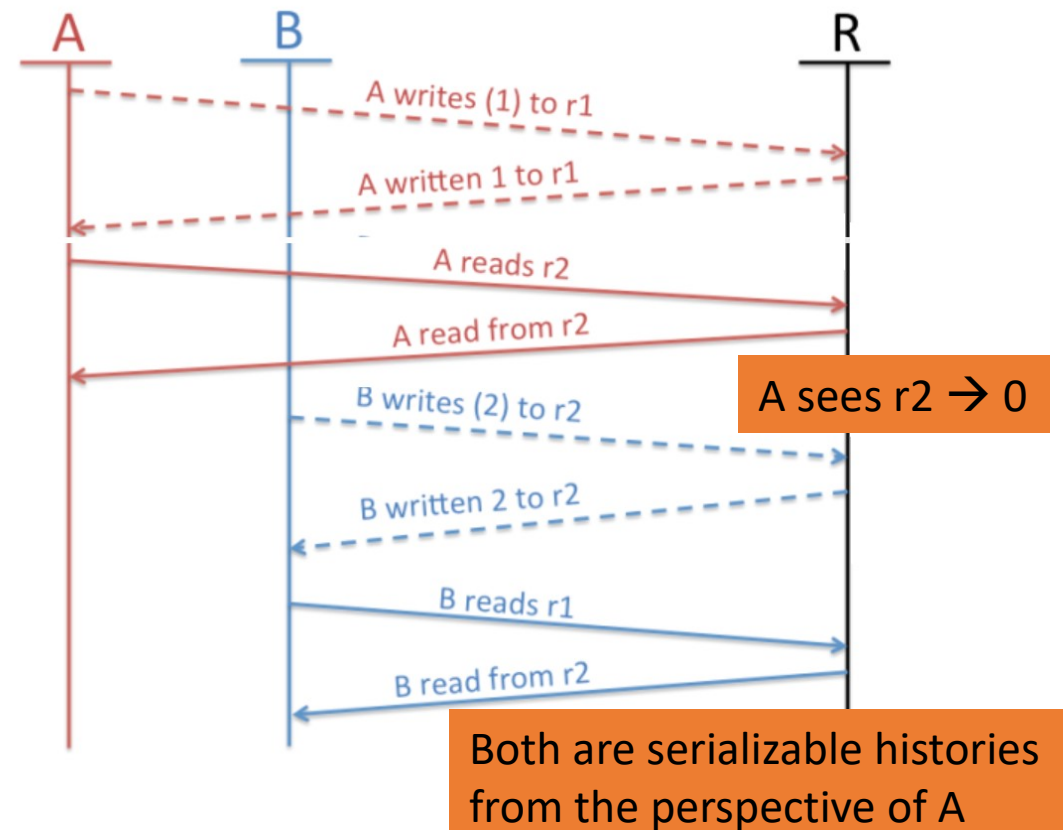 A
B
R
A writes (1) to r1
A written 1 to r1
A reads r2
A read from r2
A sees r2 → 0
B writes (2) to r2
B written 2 to r2
B reads r1
B read from r2
Both are serializable histories
from the perspective of A